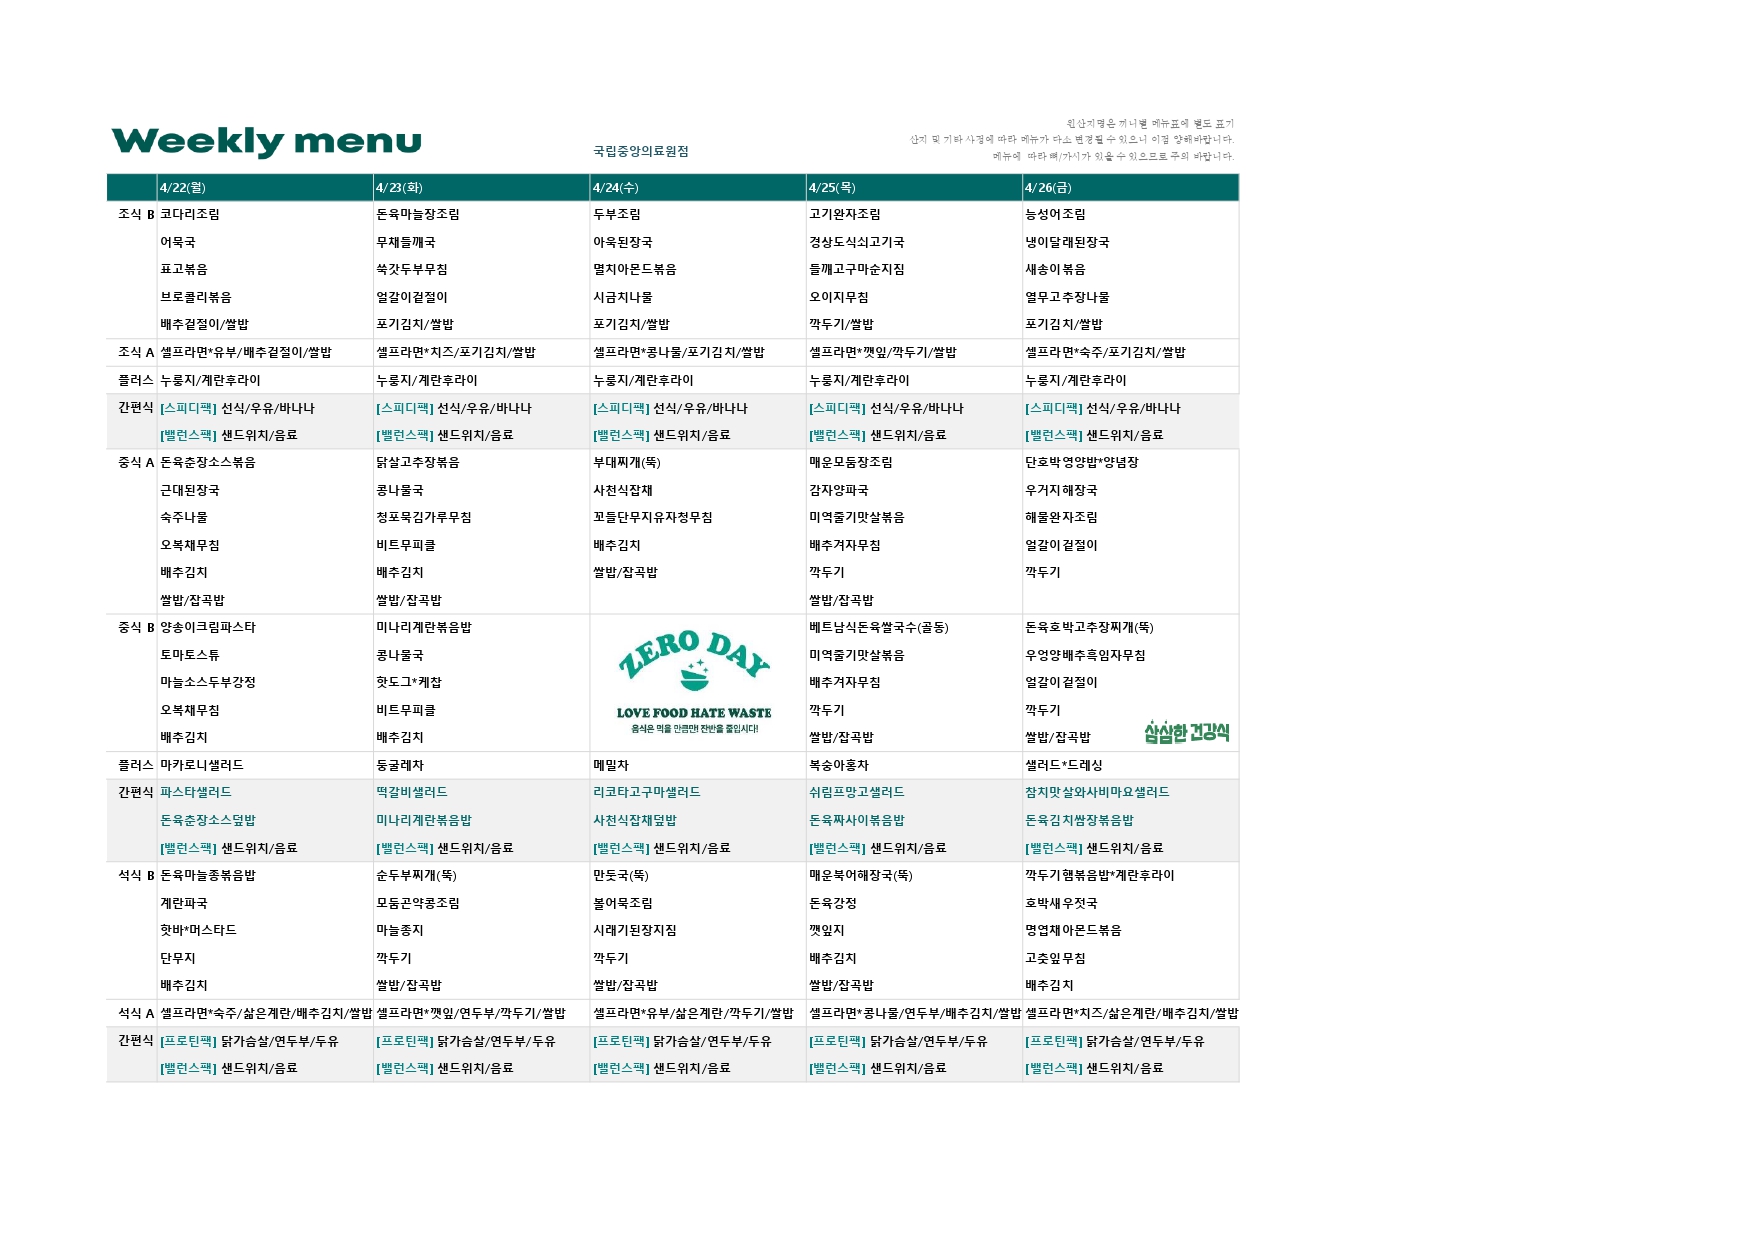 Weekly menu
국립중앙의료원점
원산지명은 끼니별 메뉴표에 별도 표기
산지 및 기타 사정에 따라 메뉴가 다소 변경될 수 있으니 이점 양해바랍니다.
메뉴에 따라 뼈/가시가 있을 수 있으므로 주의 바랍니다.
4/22(월) 4/23(화) 4/24(수) 4/25(목) 4/26(금)
조식 B 코다리조림 돈육마늘장조림 두부조림 고기완자조림 능성어조림
어묵국 무채들깨국 아욱된장국 경상도식쇠고기국 냉이달래된장국
표고볶음 쑥갓두부무침 멸치아몬드볶음 들깨고구마순지짐 새송이볶음
브로콜리볶음 얼갈이겉절이 시금치나물 오이지무침 열무고추장나물
배추겉절이/쌀밥 포기김치/쌀밥 포기김치/쌀밥 깍두기/쌀밥 포기김치/쌀밥
조식 A 셀프라면*유부/배추겉절이/쌀밥 셀프라면*치즈/포기김치/쌀밥 셀프라면*콩나물/포기김치/쌀밥 셀프라면*깻잎/깍두기/쌀밥 셀프라면*숙주/포기김치/쌀밥
플러스 누룽지/계란후라이 누룽지/계란후라이 누룽지/계란후라이 누룽지/계란후라이 누룽지/계란후라이
간편식 [스피디팩] 선식/우유/바나나 [스피디팩] 선식/우유/바나나 [스피디팩] 선식/우유/바나나 [스피디팩] 선식/우유/바나나 [스피디팩] 선식/우유/바나나
[밸런스팩] 샌드위치/음료 [밸런스팩] 샌드위치/음료 [밸런스팩] 샌드위치/음료 [밸런스팩] 샌드위치/음료 [밸런스팩] 샌드위치/음료
중식 A 돈육춘장소스볶음 닭살고추장볶음 부대찌개(뚝) 매운모둠장조림 단호박영양밥*양념장
근대된장국 콩나물국 사천식잡채 감자양파국 우거지해장국
숙주나물 청포묵김가루무침 꼬들단무지유자청무침 미역줄기맛살볶음 해물완자조림
오복채무침 비트무피클 배추김치 배추겨자무침 얼갈이겉절이
배추김치 배추김치 쌀밥/잡곡밥 깍두기 깍두기
쌀밥/잡곡밥 쌀밥/잡곡밥 쌀밥/잡곡밥
중식 B 양송이크림파스타 미나리계란볶음밥 ZERO DAY 베트남식돈육쌀국수(골동) 돈육호박고추장찌개(뚝)
토마토스튜 콩나물국 미역줄기맛살볶음 우엉양배추흑임자무침
마늘소스두부강정 핫도그*케찹 배추겨자무침 얼갈이겉절이
오복채무침 비트무피클 LOVE FOOD HATE WASTE 깍두기 깍두기
배추김치 배추김치 음식은 먹을 만큼만! 잔반을 줄입시다! 쌀밥/잡곡밥 쌀밥/잡곡밥 삼삼한 건강식
플러스 마카로니샐러드 둥굴레차 메밀차 복숭아홍차 샐러드*드레싱
간편식 파스타샐러드 떡갈비샐러드 리코타고구마샐러드 쉬림프망고샐러드 참치맛살와사비마요샐러드
돈육춘장소스덮밥 미나리계란볶음밥 사천식잡채덮밥 돈육짜사이볶음밥 돈육김치쌈장볶음밥
[밸런스팩] 샌드위치/음료 [밸런스팩] 샌드위치/음료 [밸런스팩] 샌드위치/음료 [밸런스팩] 샌드위치/음료 [밸런스팩] 샌드위치/음료
석식 B 돈육마늘종볶음밥 순두부찌개(뚝) 만둣국(뚝) 매운북어해장국(뚝) 깍두기햄볶음밥*계란후라이
계란파국 모둠곤약콩조림 볼어묵조림 돈육강정 호박새우젓국
핫바*머스타드 마늘종지 시래기된장지짐 깻잎지 명엽채아몬드볶음
단무지 깍두기 깍두기 배추김치 고춧잎무침
배추김치 쌀밥/잡곡밥 쌀밥/잡곡밥 쌀밥/잡곡밥 배추김치
석식 A 셀프라면*숙주/삶은계란/배추김치/쌀밥 셀프라면*깻잎/연두부/깍두기/쌀밥 셀프라면*유부/삶은계란/깍두기/쌀밥 셀프라면*콩나물/연두부/배추김치/쌀밥 셀프라면*치즈/삶은계란/배추김치/쌀밥
간편식 [프로틴팩] 닭가슴살/연두부/두유 [프로틴팩] 닭가슴살/연두부/두유 [프로틴팩] 닭가슴살/연두부/두유 [프로틴팩] 닭가슴살/연두부/두유 [프로틴팩] 닭가슴살/연두부/두유
[밸런스팩] 샌드위치/음료 [밸런스팩] 샌드위치/음료 [밸런스팩] 샌드위치/음료 [밸런스팩] 샌드위치/음료 [밸런스팩] 샌드위치/음료